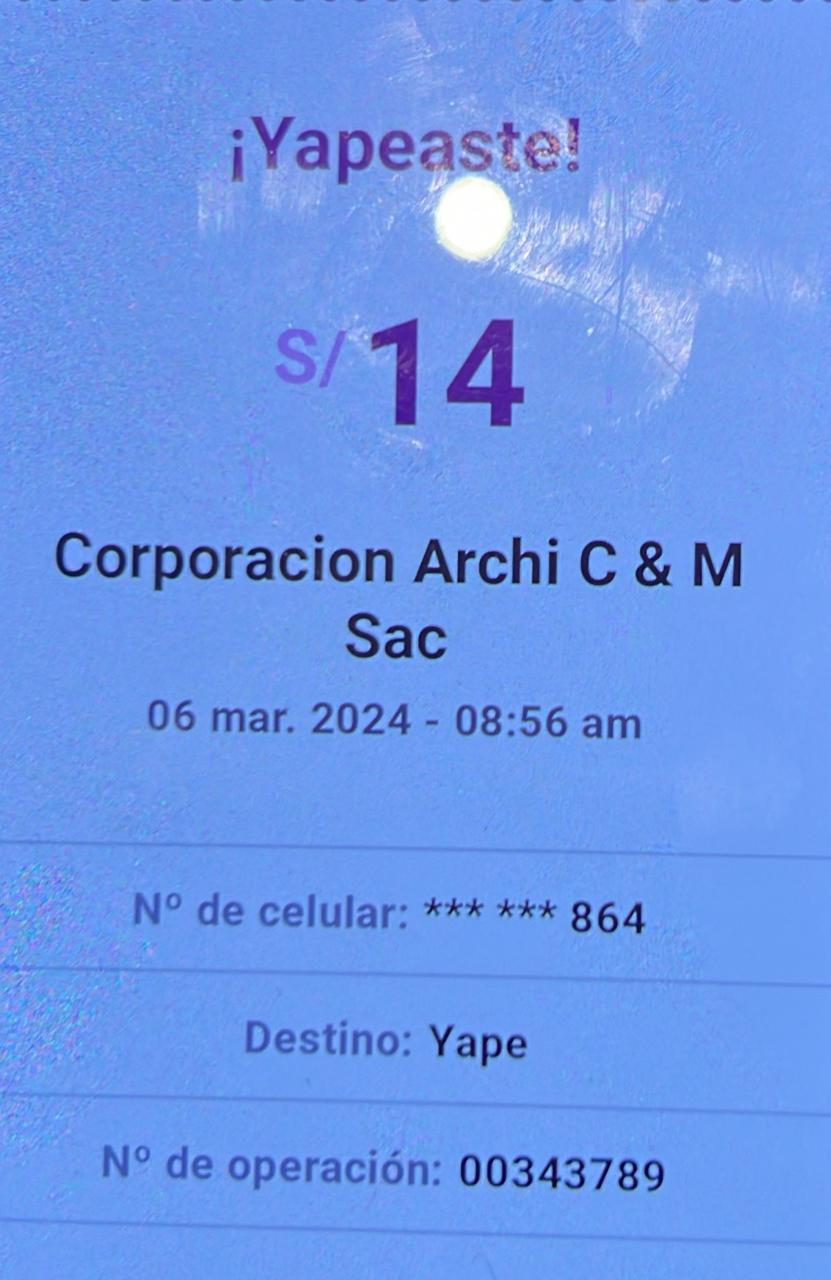 ¡Yapeaste!
S/ 14
Corporacion Archi C & M
Sac
06 mar. 2024 - 08:56 am
Nº de celular: *** *** 864
Destino: Yape
Nº de operación: 00343789